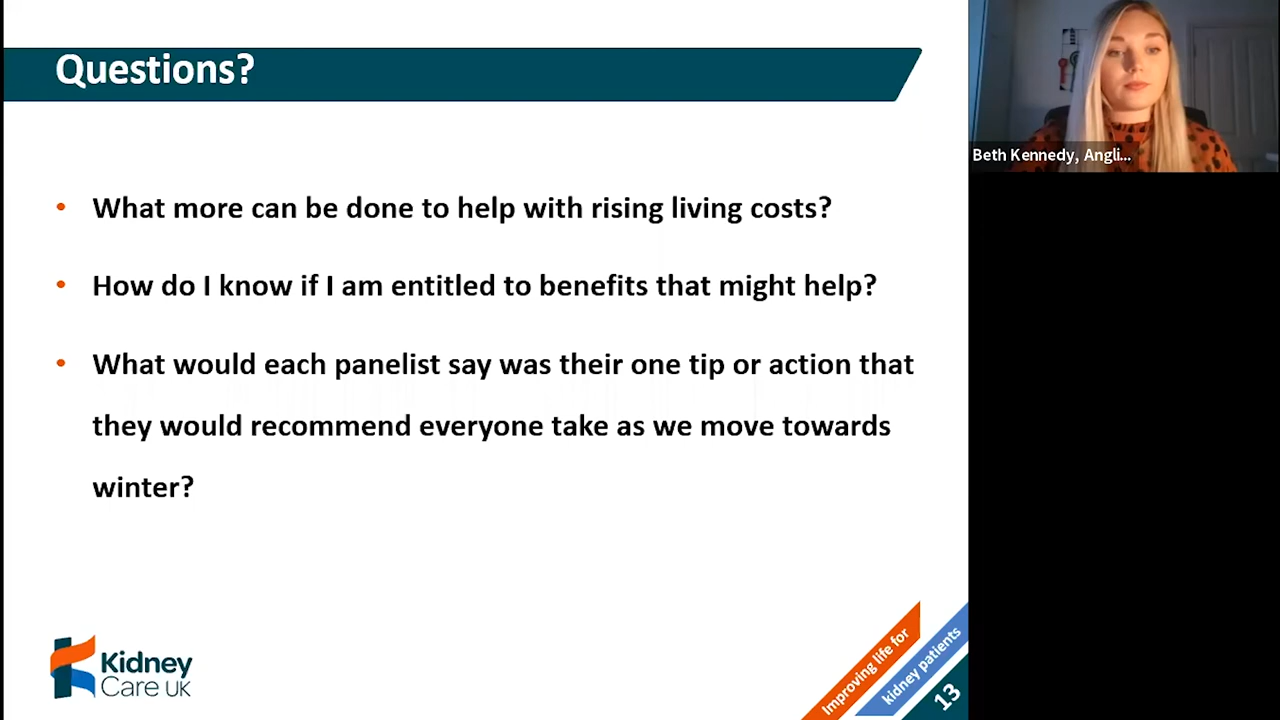 Questions?
Beth Kennedy, Angli...
• What more can be done to help with rising living costs?
• How do I know if I am entitled to benefits that might help?
• What would each panelist say was their one tip or action that
they would recommend everyone take as we move towards
winter?
Kidney
Care UK
Improving life for
kidney patients
13